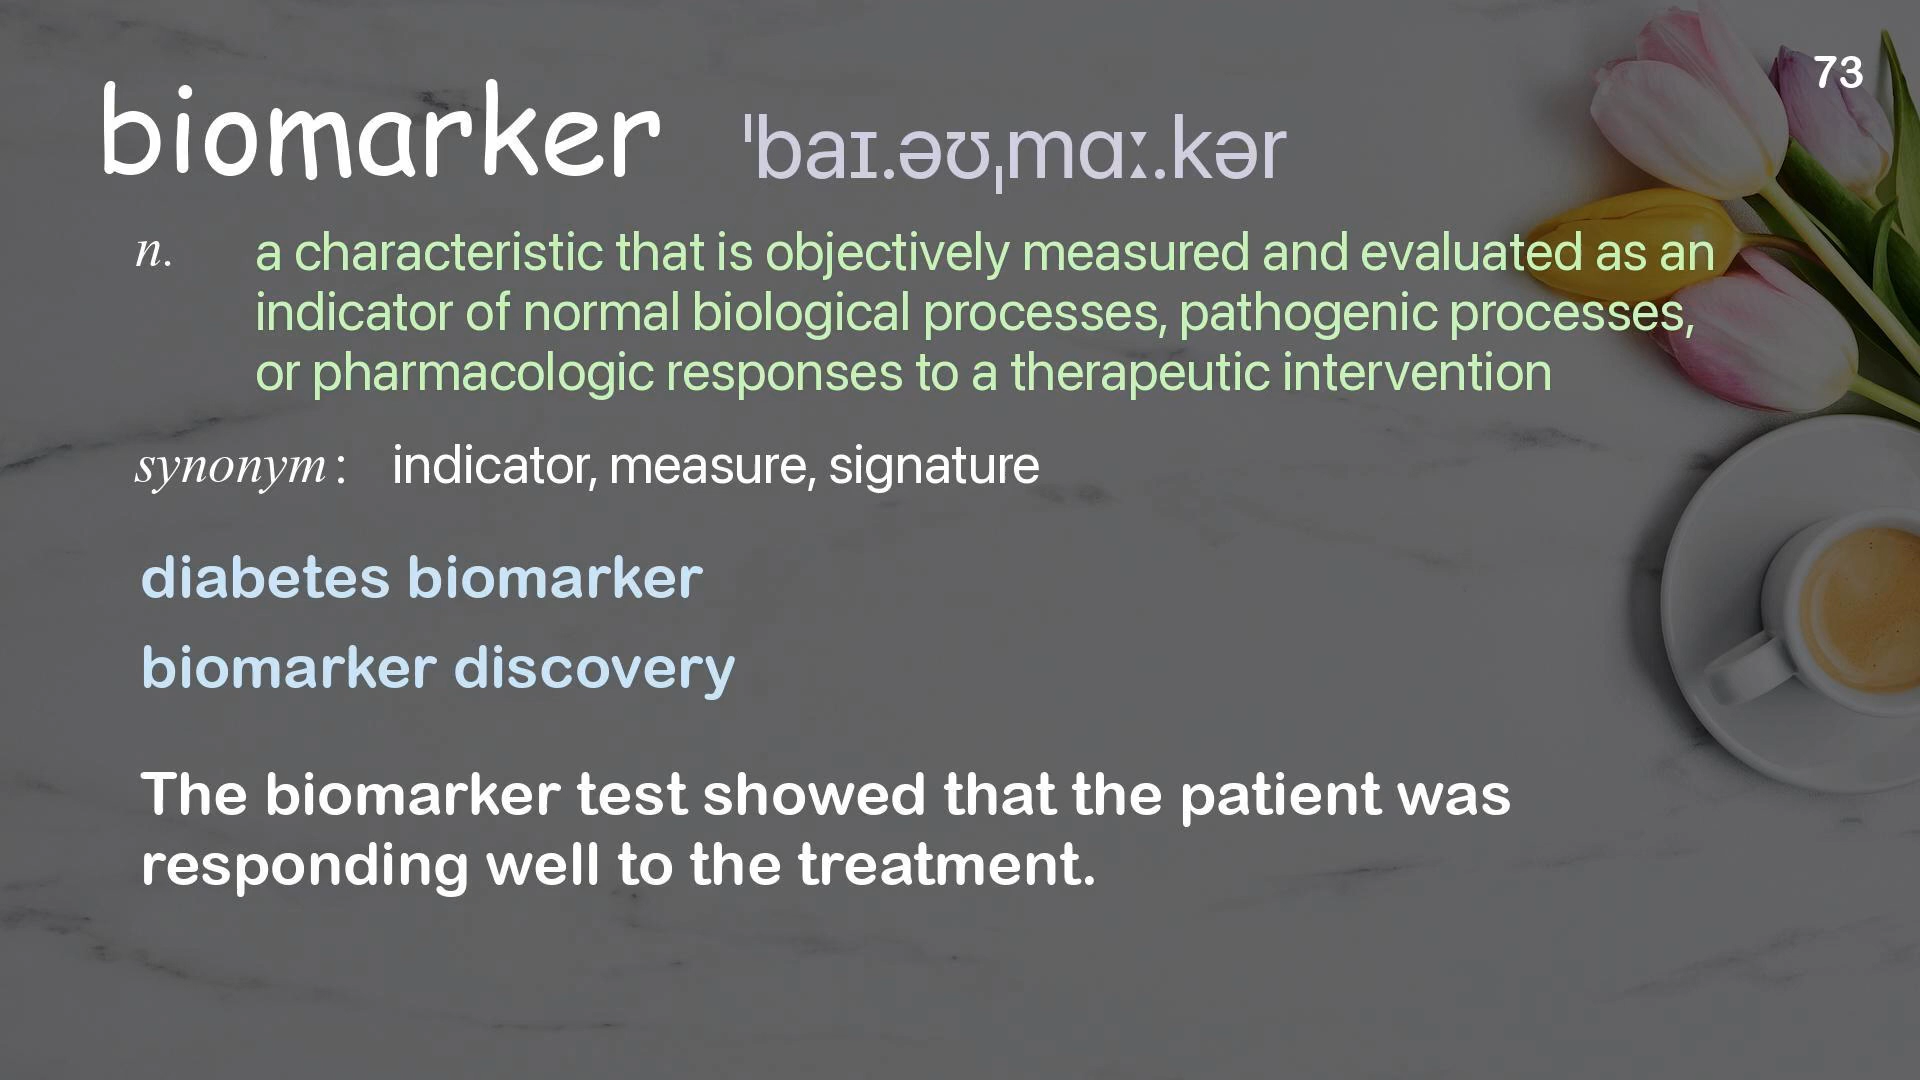 73
biomarker ˈbaɪ.əʊˌmɑː.kər
n. a characteristic that is objectively measured and evaluated as an
indicator of normal biological processes, pathogenic processes,
or pharmacologic responses to a therapeutic intervention
synonym : indicator, measure, signature
diabetes biomarker
biomarker discovery
The biomarker test showed that the patient was
responding well to the treatment.